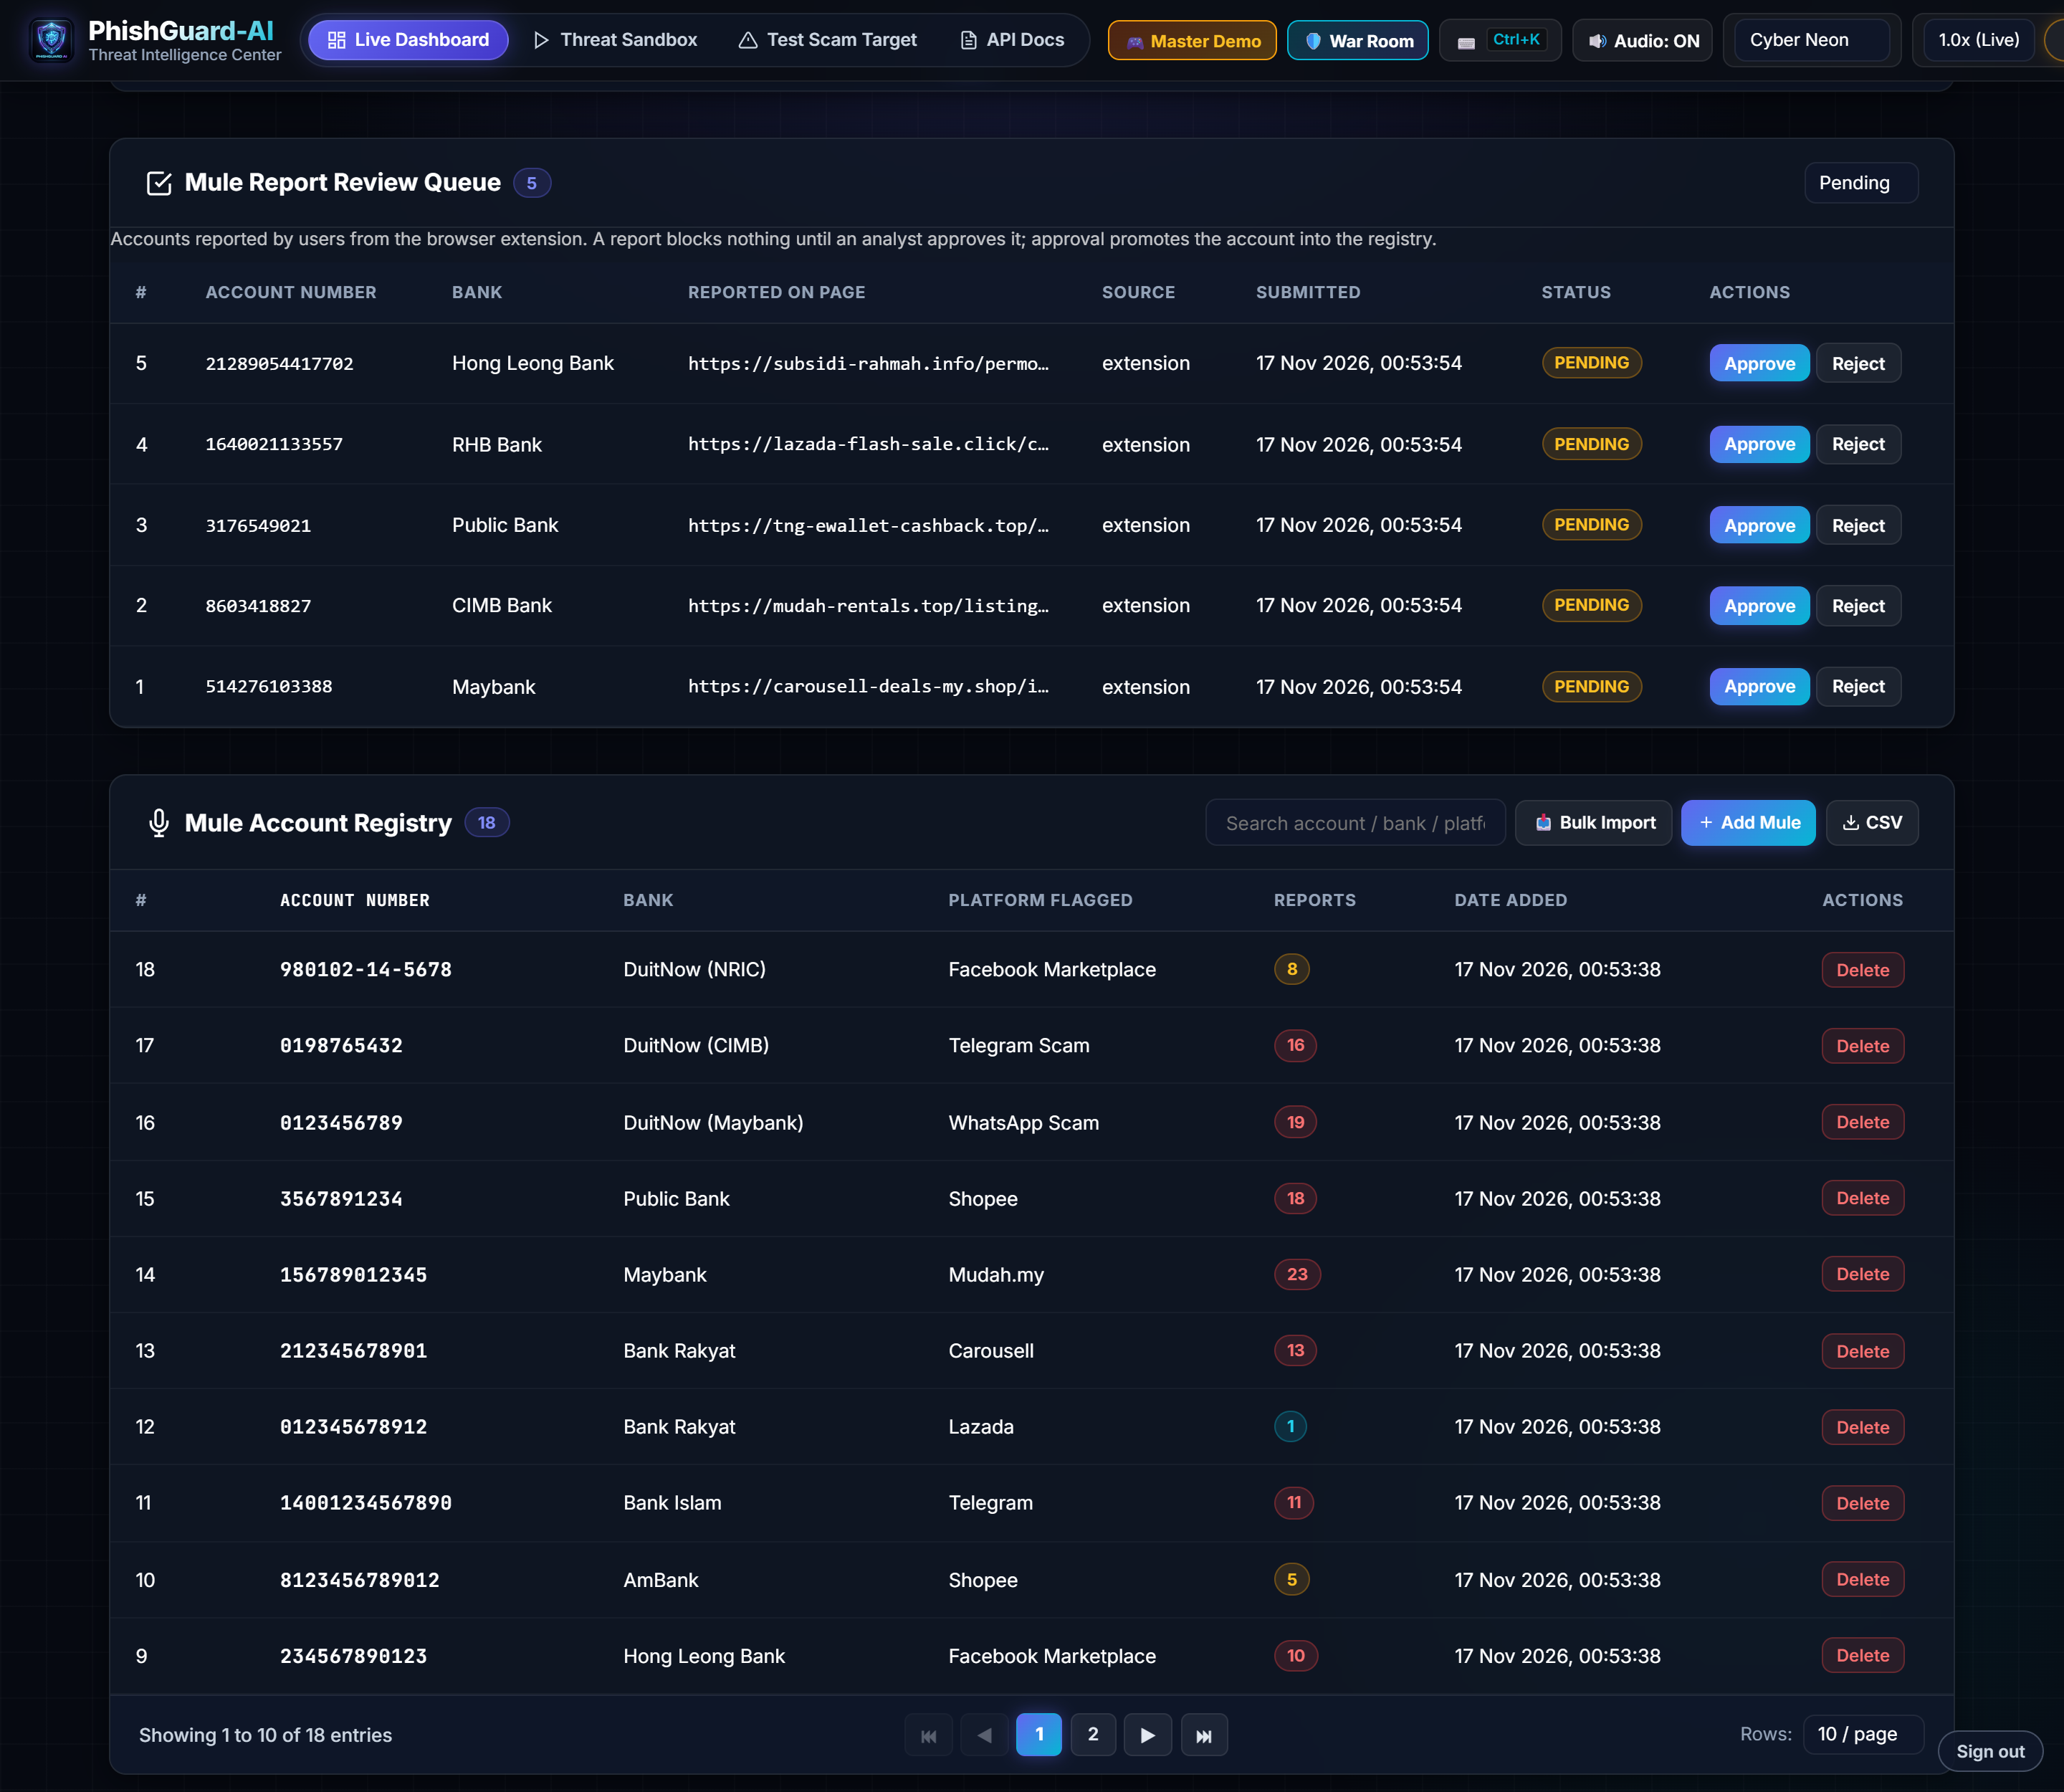 PhishGuard-AI
Threat Intelligence Center
Live Dashboard
Threat Sandbox
Test Scam Target
API Docs
Master Demo
War Room
Ctrl+K
Audio: ON
Cyber Neon
1.0x (Live)
Mule Report Review Queue 5
Pending
Accounts reported by users from the browser extension. A report blocks nothing until an analyst approves it; approval promotes the account into the registry.
# ACCOUNT NUMBER BANK REPORTED ON PAGE SOURCE SUBMITTED STATUS ACTIONS
5 21289054417702 Hong Leong Bank https://subsidi-rahmah.info/permo… extension 17 Nov 2026, 00:53:54 PENDING Approve Reject
4 1640021133557 RHB Bank https://lazada-flash-sale.click/c… extension 17 Nov 2026, 00:53:54 PENDING Approve Reject
3 3176549021 Public Bank https://tng-ewallet-cashback.top/… extension 17 Nov 2026, 00:53:54 PENDING Approve Reject
2 8603418827 CIMB Bank https://mudah-rentals.top/listing… extension 17 Nov 2026, 00:53:54 PENDING Approve Reject
1 514276103388 Maybank https://carousell-deals-my.shop/i… extension 17 Nov 2026, 00:53:54 PENDING Approve Reject
Mule Account Registry 18
Search account / bank / platf
Bulk Import
+ Add Mule
CSV
# ACCOUNT NUMBER BANK PLATFORM FLAGGED REPORTS DATE ADDED ACTIONS
18 980102-14-5678 DuitNow (NRIC) Facebook Marketplace 8 17 Nov 2026, 00:53:38 Delete
17 0198765432 DuitNow (CIMB) Telegram Scam 16 17 Nov 2026, 00:53:38 Delete
16 0123456789 DuitNow (Maybank) WhatsApp Scam 19 17 Nov 2026, 00:53:38 Delete
15 3567891234 Public Bank Shopee 18 17 Nov 2026, 00:53:38 Delete
14 156789012345 Maybank Mudah.my 23 17 Nov 2026, 00:53:38 Delete
13 212345678901 Bank Rakyat Carousell 13 17 Nov 2026, 00:53:38 Delete
12 012345678912 Bank Rakyat Lazada 1 17 Nov 2026, 00:53:38 Delete
11 14001234567890 Bank Islam Telegram 11 17 Nov 2026, 00:53:38 Delete
10 8123456789012 AmBank Shopee 5 17 Nov 2026, 00:53:38 Delete
9 234567890123 Hong Leong Bank Facebook Marketplace 10 17 Nov 2026, 00:53:38 Delete
Showing 1 to 10 of 18 entries
1 2
Rows: 10 / page
Sign out